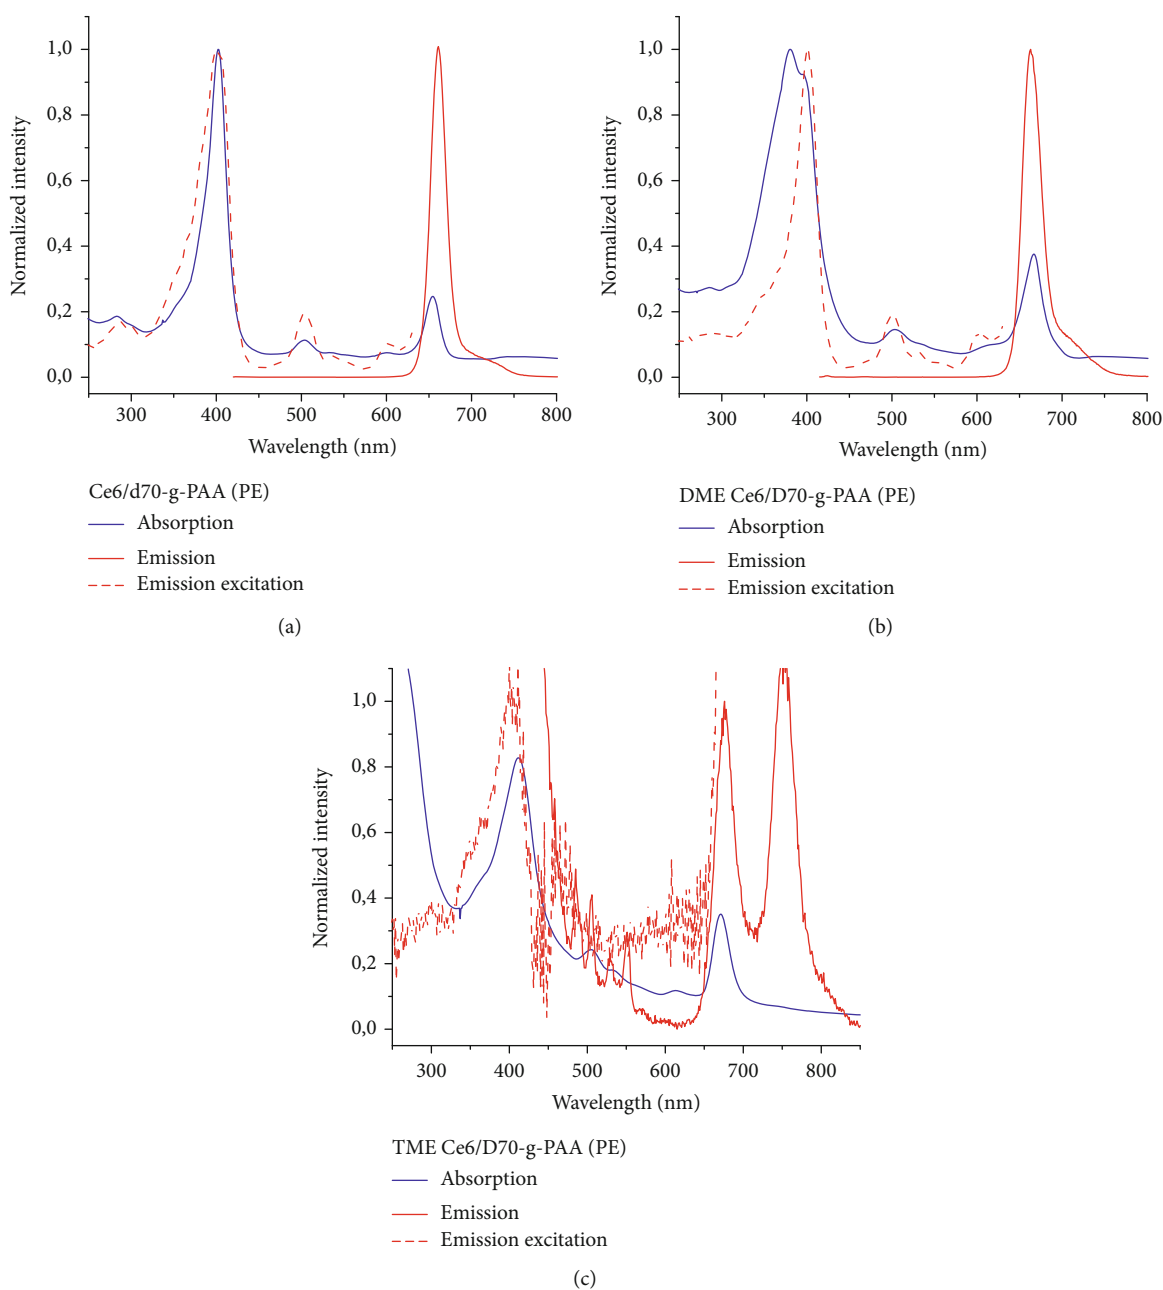 1,0
0,8
0,6
0,4
0,2
0,0
Normalized intensity
300 400 500 600 700 800
Wavelength (nm)
Ce6/d70-g-PAA (PE)
Absorption
Emission
Emission excitation
(a)
1,0
0,8
0,6
0,4
0,2
0,0
Normalized intensity
300 400 500 600 700 800
Wavelength (nm)
DME Ce6/D70-g-PAA (PE)
Absorption
Emission
Emission excitation
(b)
1,0
0,8
0,6
0,4
0,2
0,0
Normalized intensity
300 400 500 600 700 800
Wavelength (nm)
TME Ce6/D70-g-PAA (PE)
Absorption
Emission
Emission excitation
(c)